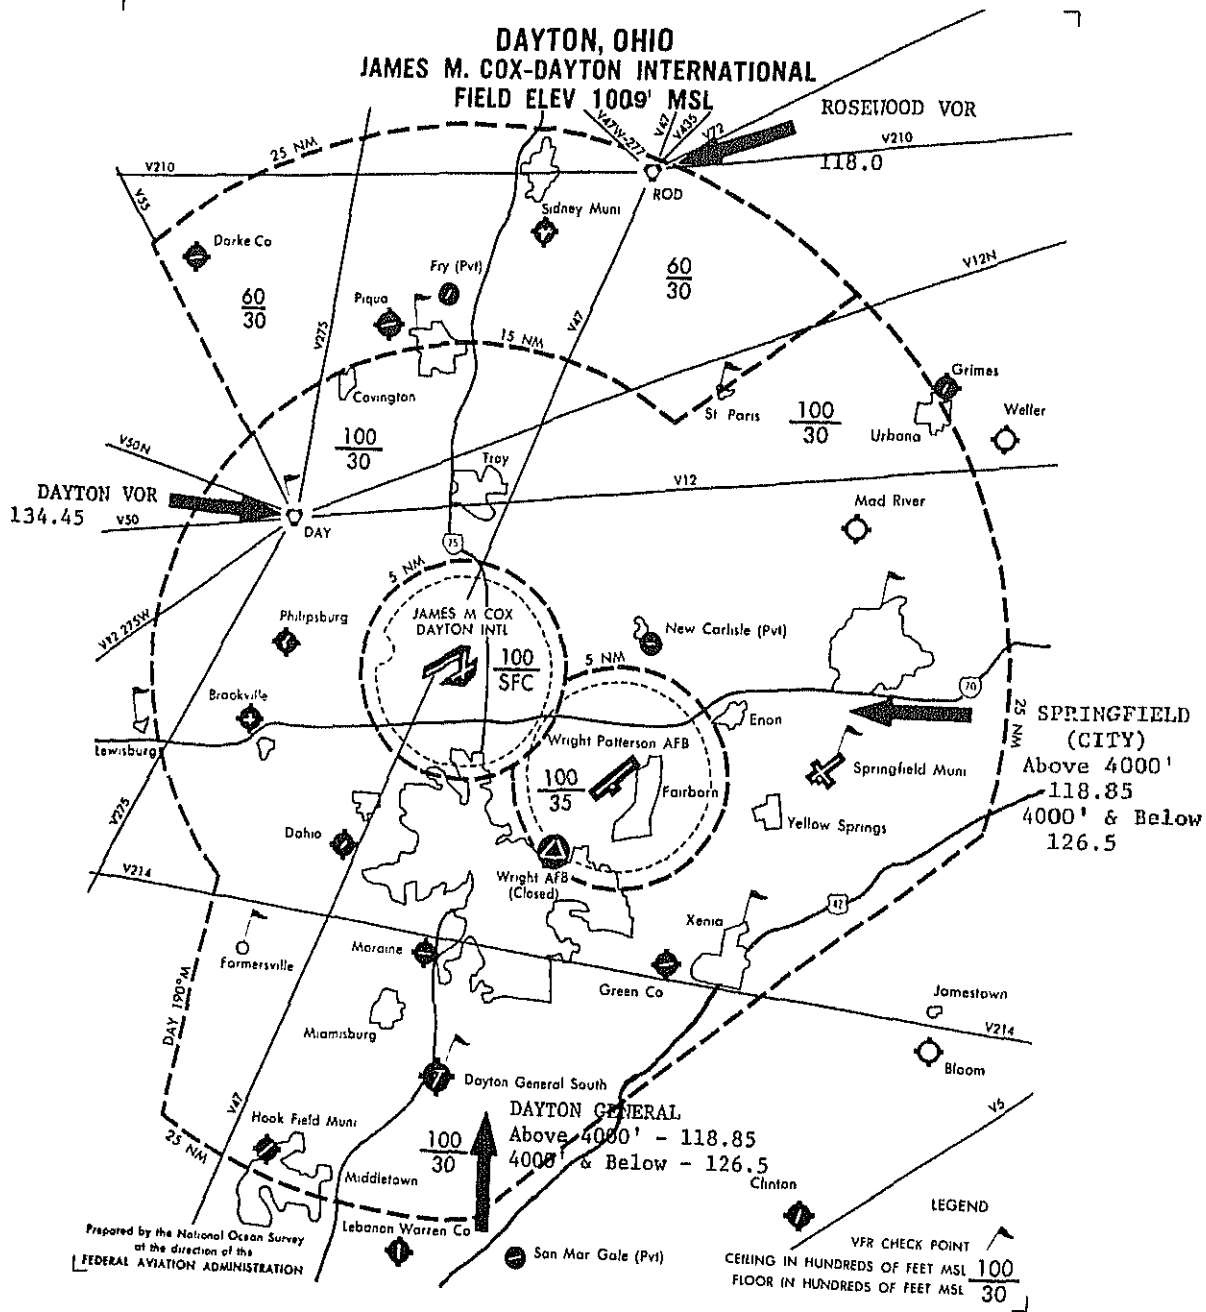 DAYTON, OHIO
JAMES M. COX-DAYTON INTERNATIONAL
FIELD ELEV 1009' MSL
ROSEWOOD VOR
118.0
V47W-277
V47
V435
V72
V210
V210
V55
25 NM
ROD
Sidney Muni
Darke Co
60
30
Fry (Pvt)
Piqua
V275
V47
60
30
V12N
15 NM
Covington
100
30
St Paris
100
30
Grimes
Urbana
Weller
V50N
Troy
V12
DAYTON VOR
134.45
V50
DAY
Mad River
75
5 NM
V12 275W
Philipsburg
JAMES M COX
DAYTON INTL
100
SFC
New Carlisle (Pvt)
5 NM
70
Brookville
Lewisburg
Enon
25 NM
SPRINGFIELD
(CITY)
Above 4000'
118.85
4000' & Below
126.5
Wright Patterson AFB
100
35
Fairborn
Springfield Muni
V275
Dahio
Yellow Springs
V214
Wright AFB
(Closed)
Xenia
42
Formersville
Moraine
Green Co
Jamestown
V214
DAY 190°M
Miamisburg
Bloom
Dayton General South
V47
Hook Field Muni
25 NM
100
30
DAYTON GENERAL
Above 4000' - 118.85
4000' & Below - 126.5
V5
Middletown
Clinton
Lebanon Warren Co
San Mar Gale (Pvt)
Prepared by the National Ocean Survey
at the direction of the
FEDERAL AVIATION ADMINISTRATION
LEGEND
VFR CHECK POINT
CEILING IN HUNDREDS OF FEET MSL 100
FLOOR IN HUNDREDS OF FEET MSL 30